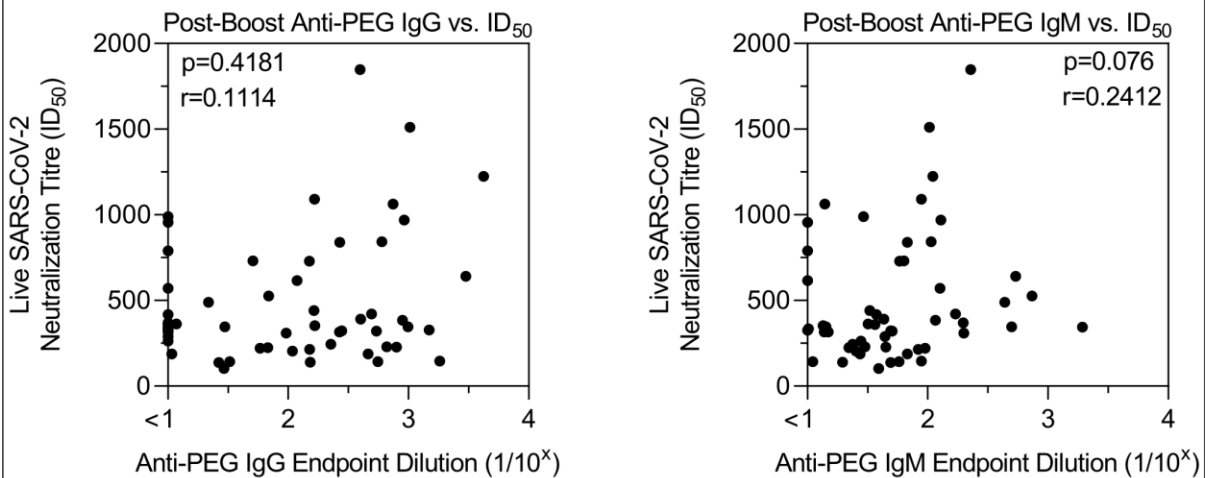 Post-Boost Anti-PEG IgG vs. ID50
p=0.4181
r=0.1114
Live SARS-CoV-2
Neutralization Titre (ID50)
2000
1500
1000
500
0
<1 2 3 4
Anti-PEG IgG Endpoint Dilution (1/10^x)
Post-Boost Anti-PEG IgM vs. ID50
p=0.076
r=0.2412
Live SARS-CoV-2
Neutralization Titre (ID50)
2000
1500
1000
500
0
<1 2 3 4
Anti-PEG IgM Endpoint Dilution (1/10^x)